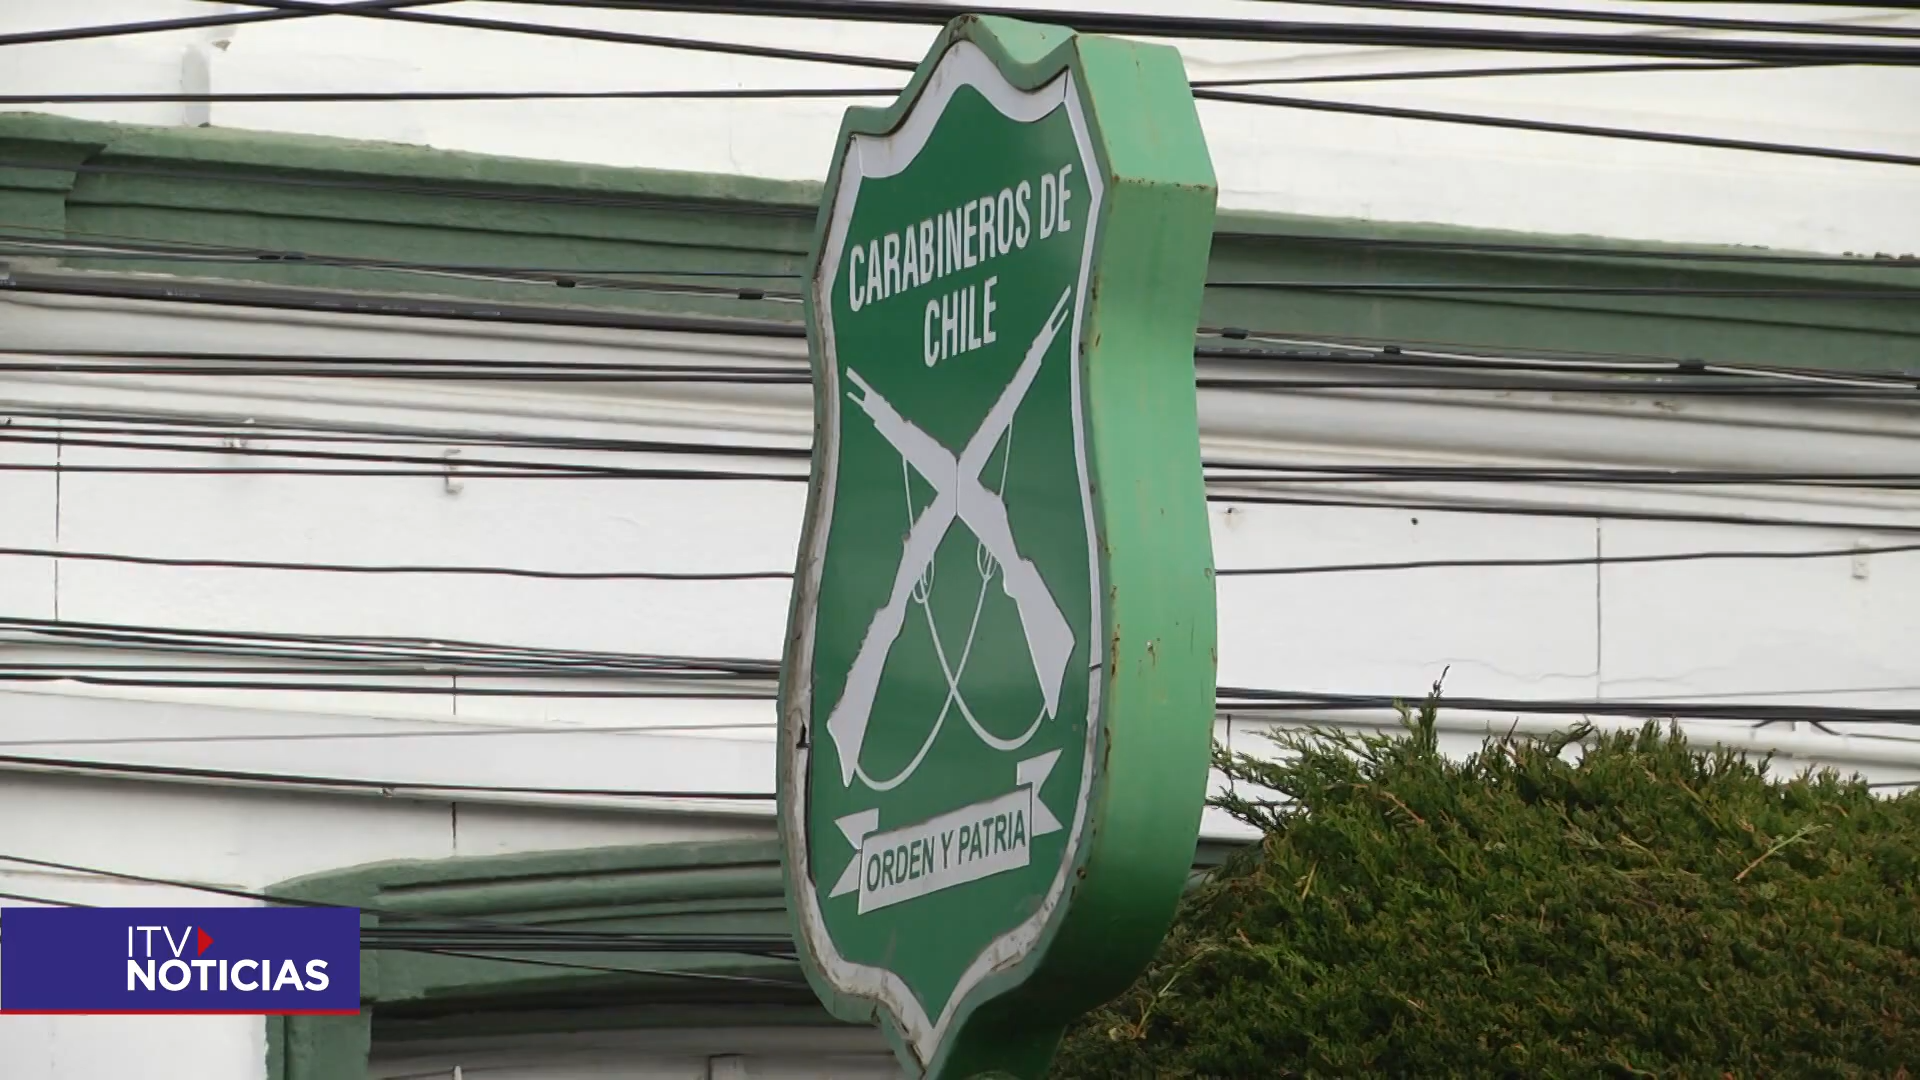 CARABINEROS DE
CHILE
ORDEN Y PATRIA
ITV
NOTICIAS